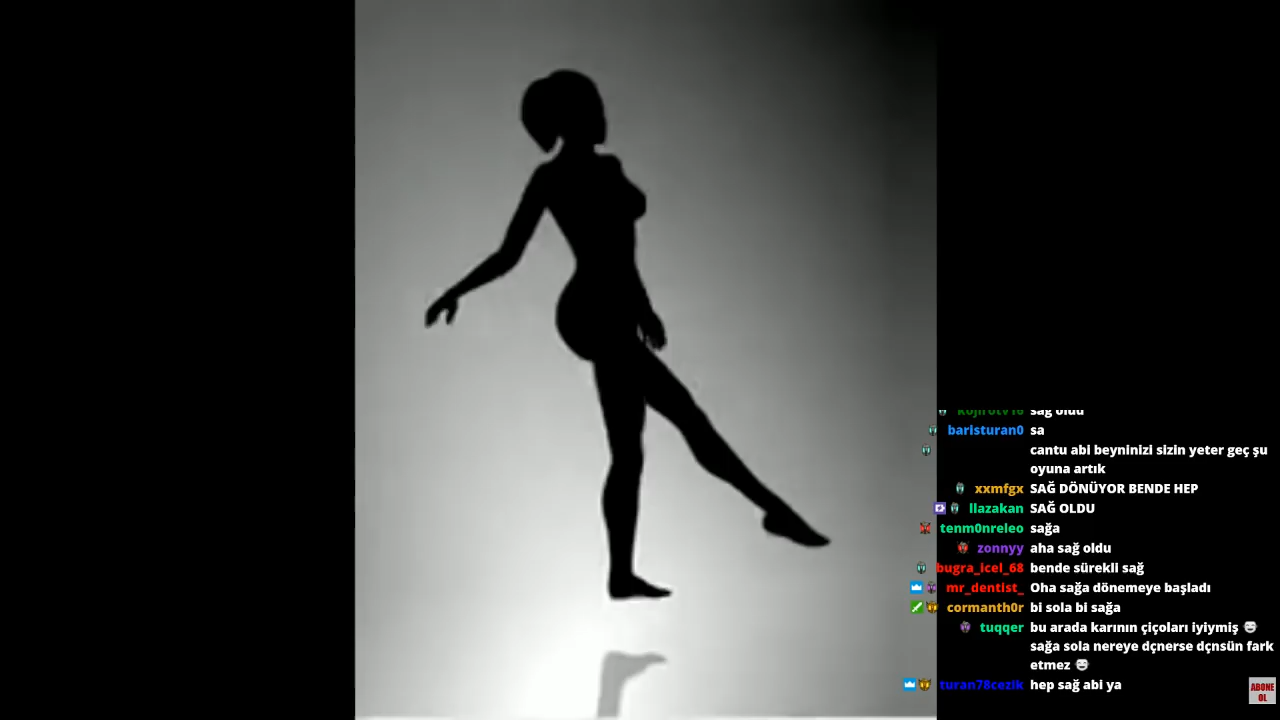 kojirotv16 sağ oldu
baristuran0 sa
cantu abi beyninizi sizin yeter geç şu
oyuna artık
xxmfgx SAĞ DÖNÜYOR BENDE HEP
llazakan SAĞ OLDU
tenm0nreleo sağa
zonnyy aha sağ oldu
bugra_icel_68 bende sürekli sağ
mr_dentist_ Oha sağa dönemeye başladı
cormanth0r bi sola bi sağa
tuqqer bu arada karının çiçoları iyiymiş
sağa sola nereye dçnerse dçnsün fark
etmez
turan78cezik hep sağ abi ya
ABONE
OL